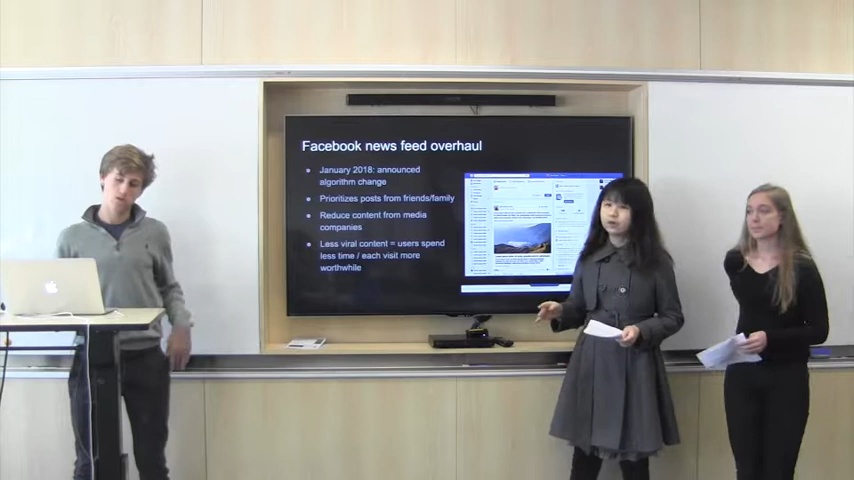 Facebook news feed overhaul
● January 2018: announced
algorithm change
● Prioritizes posts from friends/family
● Reduce content from media
companies
● Less viral content = users spend
less time / each visit more
worthwhile